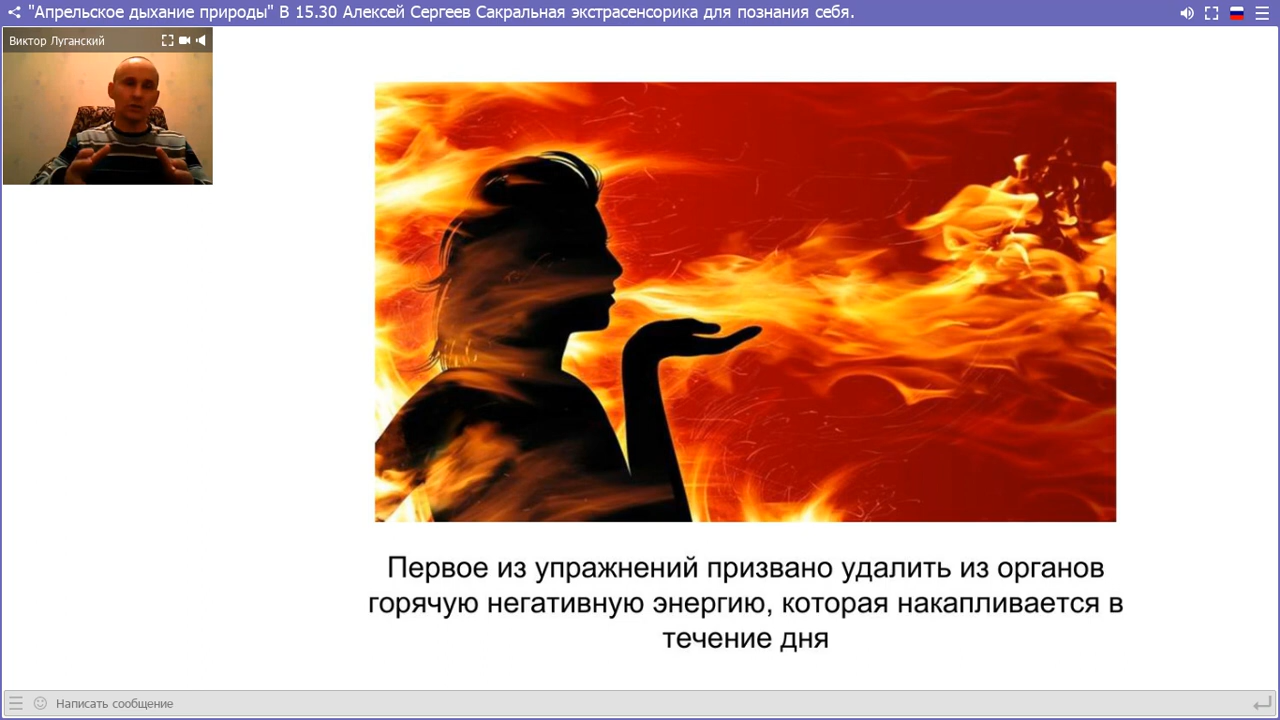 "Апрельское дыхание природы" В 15.30 Алексей Сергеев Сакральная экстрасенсорика для познания себя.
Виктор Луганский
Первое из упражнений призвано удалить из органов
горячую негативную энергию, которая накапливается в
течение дня
Написать сообщение